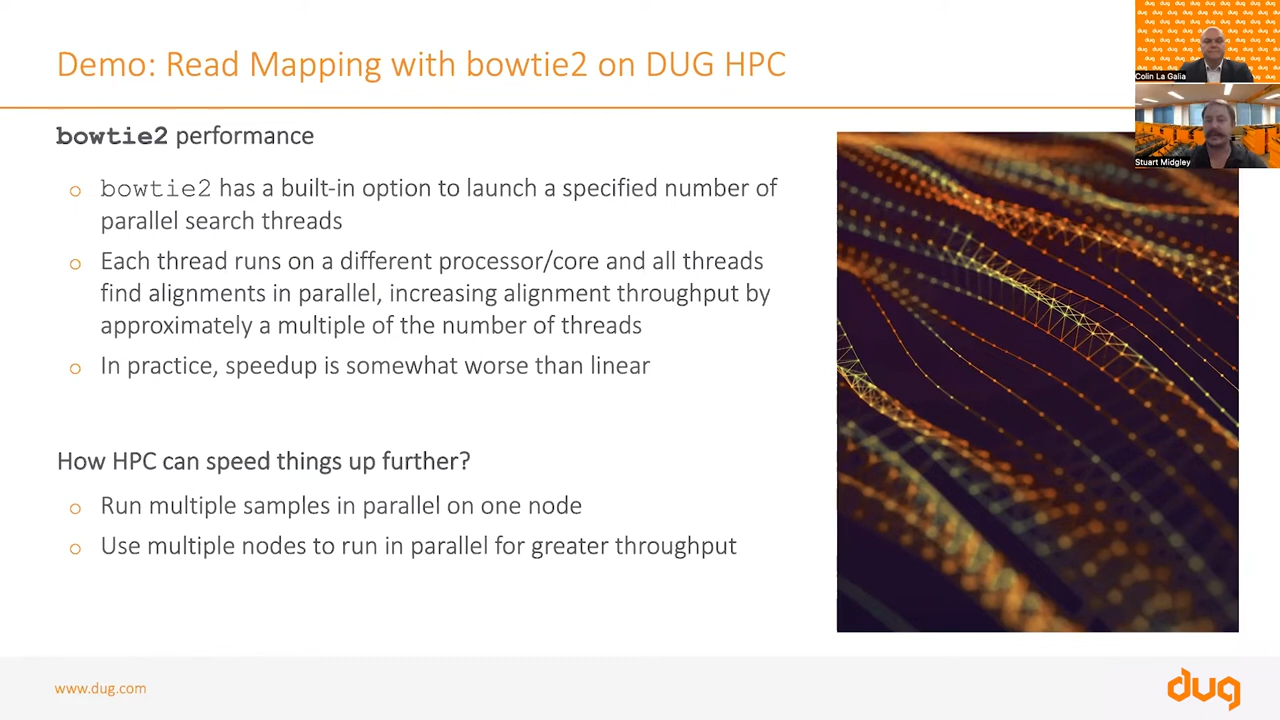 Demo: Read Mapping with bowtie2 on DUG HPC
bowtie2 performance
bowtie2 has a built-in option to launch a specified number of
parallel search threads
Each thread runs on a different processor/core and all threads
find alignments in parallel, increasing alignment throughput by
approximately a multiple of the number of threads
In practice, speedup is somewhat worse than linear
How HPC can speed things up further?
Run multiple samples in parallel on one node
Use multiple nodes to run in parallel for greater throughput
www.dug.com
dug
Colin La Galia
Stuart Midgley